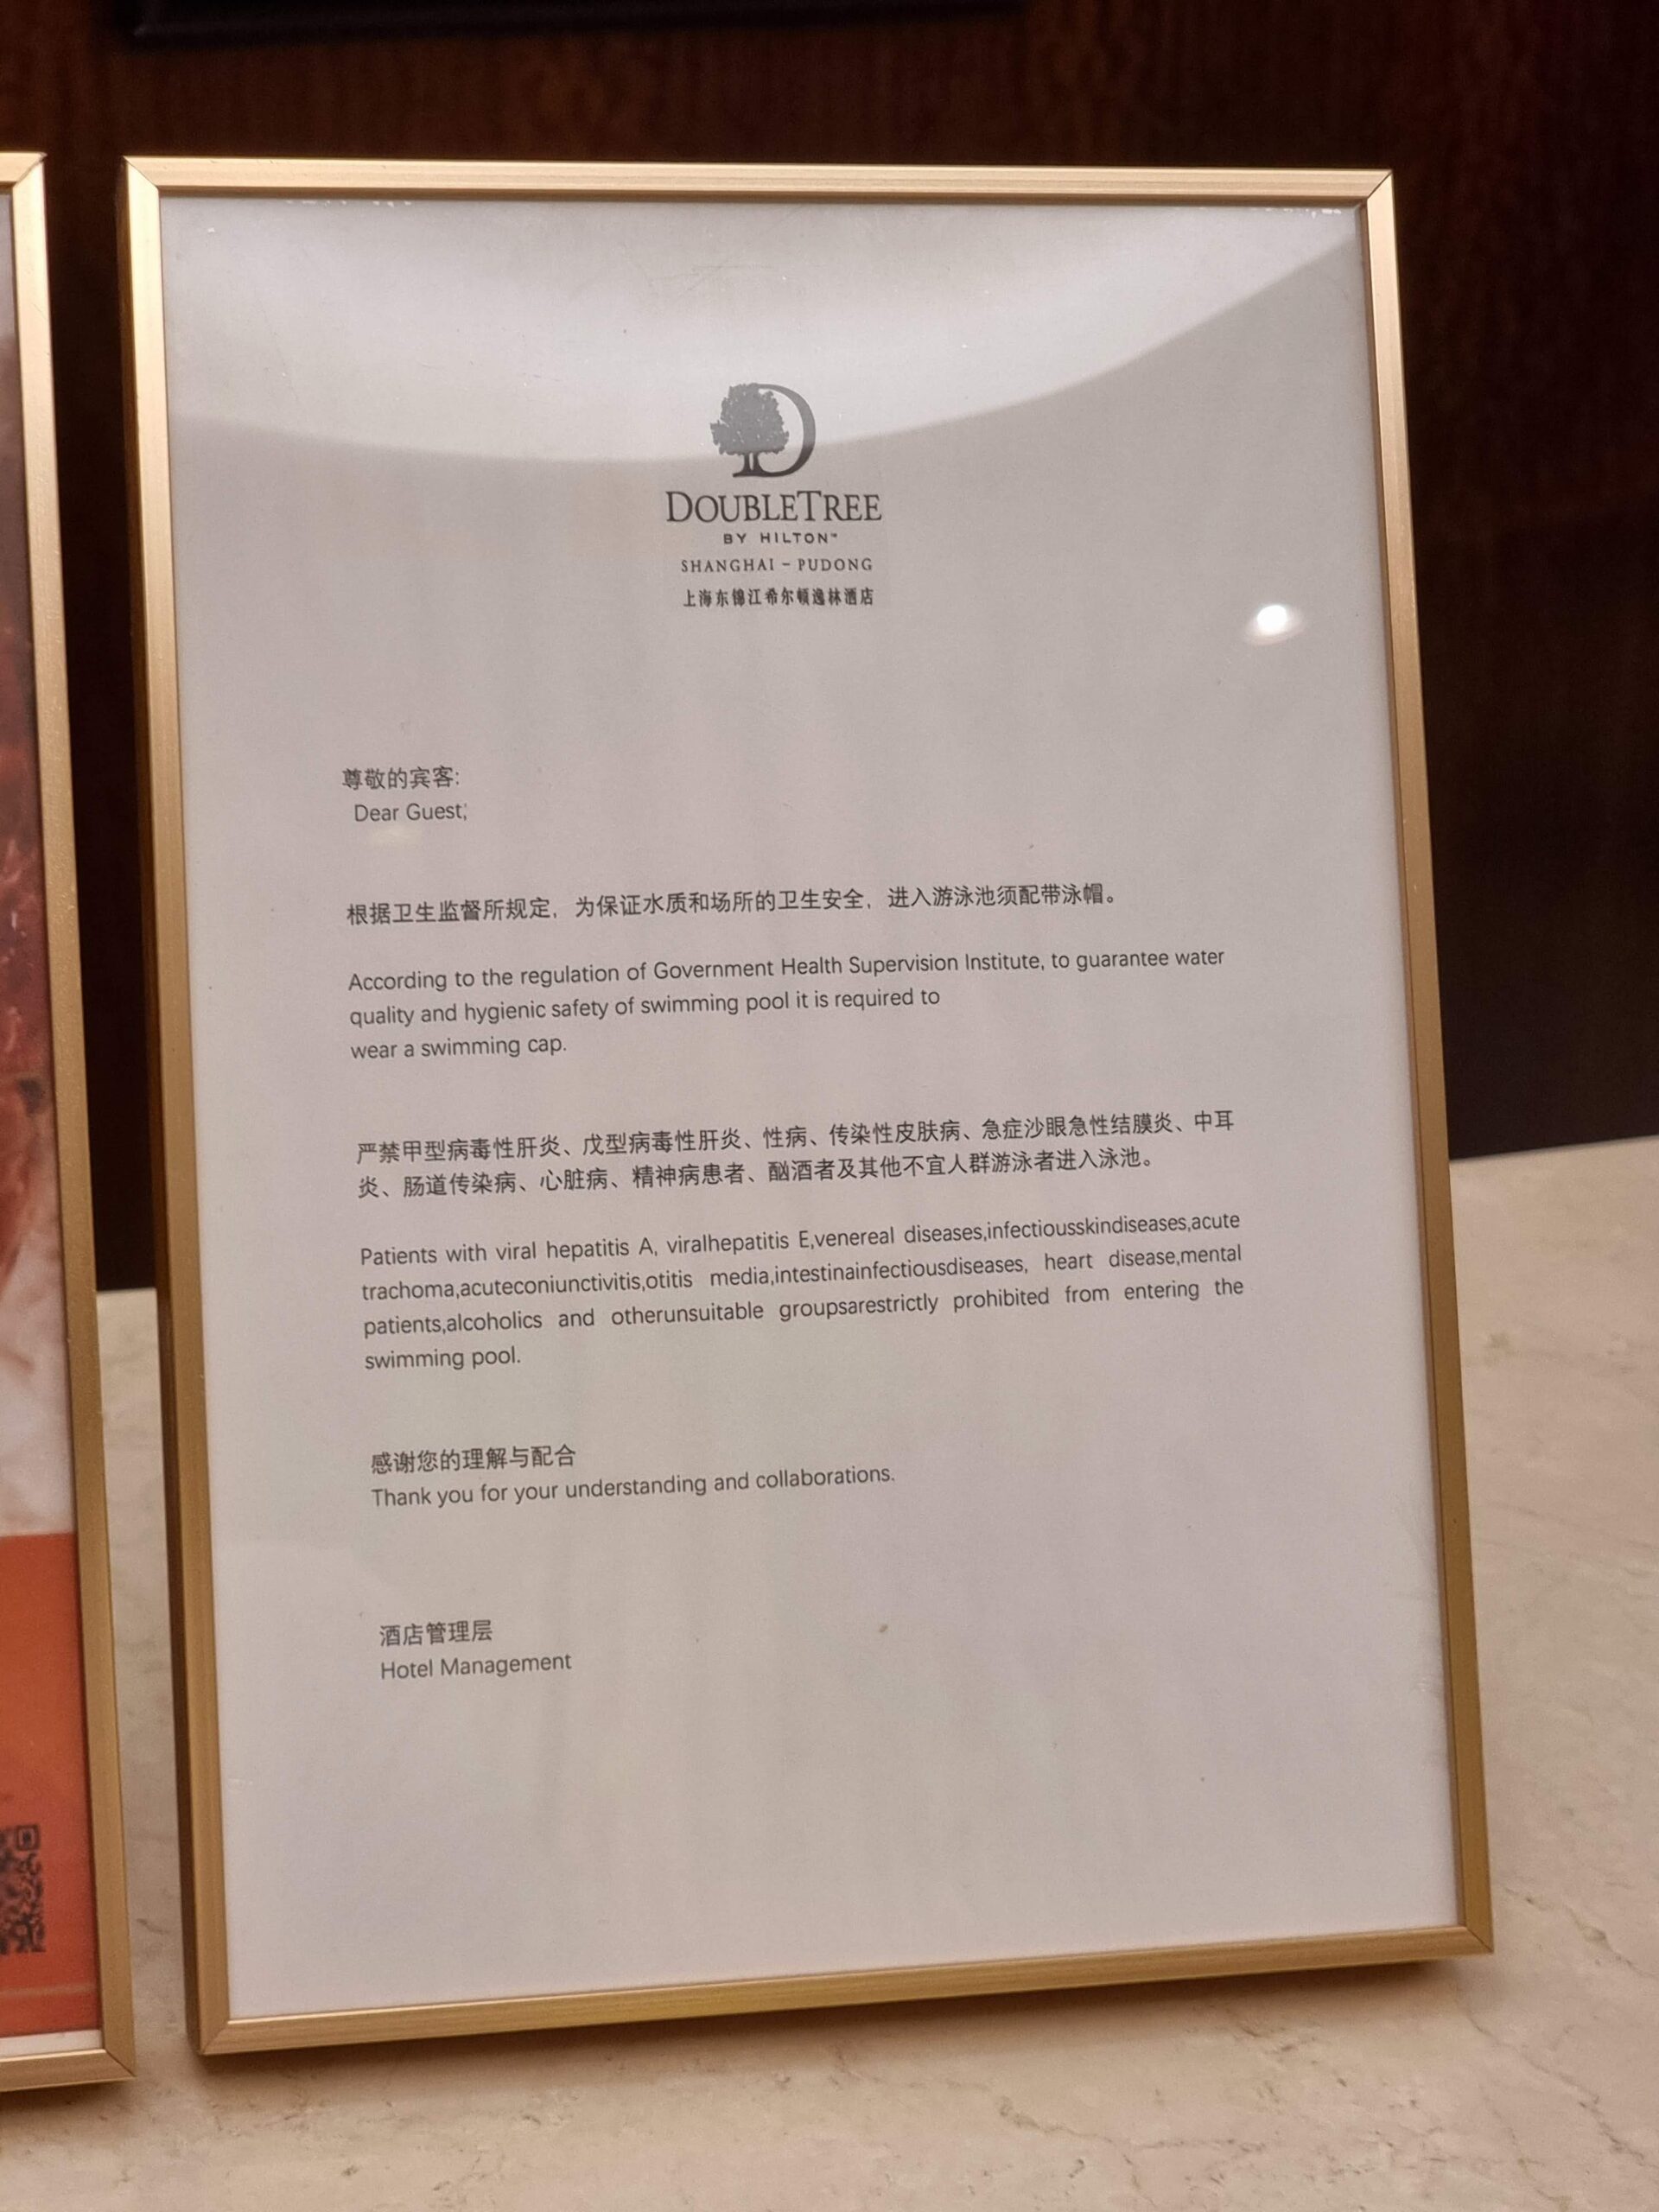 DOUBLETREE
BY HILTON™
SHANGHAI - PUDONG
上海东锦江希尔顿逸林酒店
尊敬的宾客:
Dear Guest;
根据卫生监督所规定，为保证水质和场所的卫生安全，进入游泳池须配带泳帽。
According to the regulation of Government Health Supervision Institute, to guarantee water
quality and hygienic safety of swimming pool it is required to
wear a swimming cap.
严禁甲型病毒性肝炎、戊型病毒性肝炎、性病、传染性皮肤病、急症沙眼急性结膜炎、中耳
炎、肠道传染病、心脏病、精神病患者、酗酒者及其他不宜人群游泳者进入泳池。
Patients with viral hepatitis A, viralhepatitis E,venereal diseases,infectiousskindiseases,acute
trachoma,acuteconiunctivitis,otitis media,intestinainfectiousdiseases, heart disease,mental
patients,alcoholics and otherunsuitable groupsarestrictly prohibited from entering the
swimming pool.
感谢您的理解与配合
Thank you for your understanding and collaborations.
酒店管理层
Hotel Management